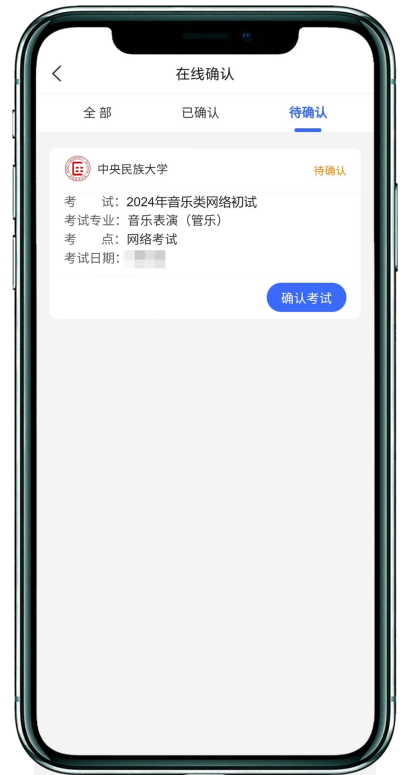 在线确认
全部
已确认
待确认
中央民族大学
待确认
考 试：2024年音乐类网络初试
考试专业：音乐表演（管乐）
考 点：网络考试
考试日期：
确认考试